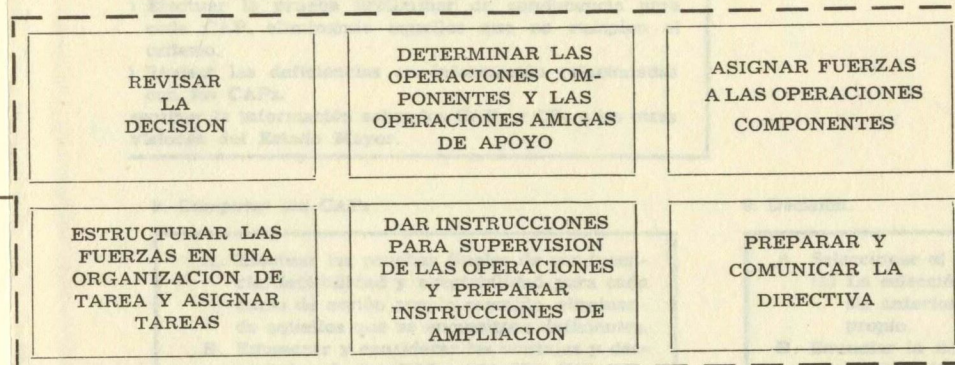 REVISAR
LA
DECISION
DETERMINAR LAS
OPERACIONES COM-
PONENTES Y LAS
OPERACIONES AMIGAS
DE APOYO
ASIGNAR FUERZAS
A LAS OPERACIONES
COMPONENTES
ESTRUCTURAR LAS
FUERZAS EN UNA
ORGANIZACION DE
TAREA Y ASIGNAR
TAREAS
DAR INSTRUCCIONES
PARA SUPERVISION
DE LAS OPERACIONES
PREPARAR
INSTRUCCIONES DE
AMPLIACION
PREPARAR Y
COMUNICAR LA
DIRECTIVA